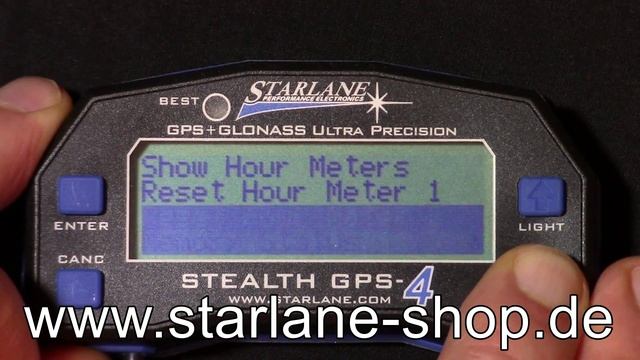 STARLANE
PERFORMANCE ELECTRONICS
BEST
GPS+GLONASS ULTRA PRECISION
Show Hour Meters
Reset Hour Meter 1
ENTER
LIGHT
CANC
STEALTH GPS-4
WWW.STARLANE.COM
www.starlane-shop.de